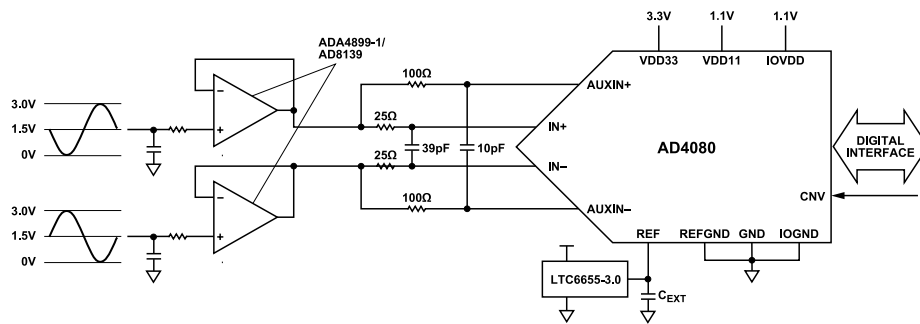 ADA4899-1/
AD8139
3.3V
1.1V
1.1V
VDD33
VDD11
IOVDD
100Ω
AUXIN+
3.0V
1.5V
0V
−
+
25Ω
IN+
39pF
10pF
AD4080
DIGITAL
INTERFACE
25Ω
IN−
CNV
3.0V
1.5V
0V
−
+
100Ω
AUXIN−
REF
REFGND
GND
IOGND
LTC6655-3.0
CEXT